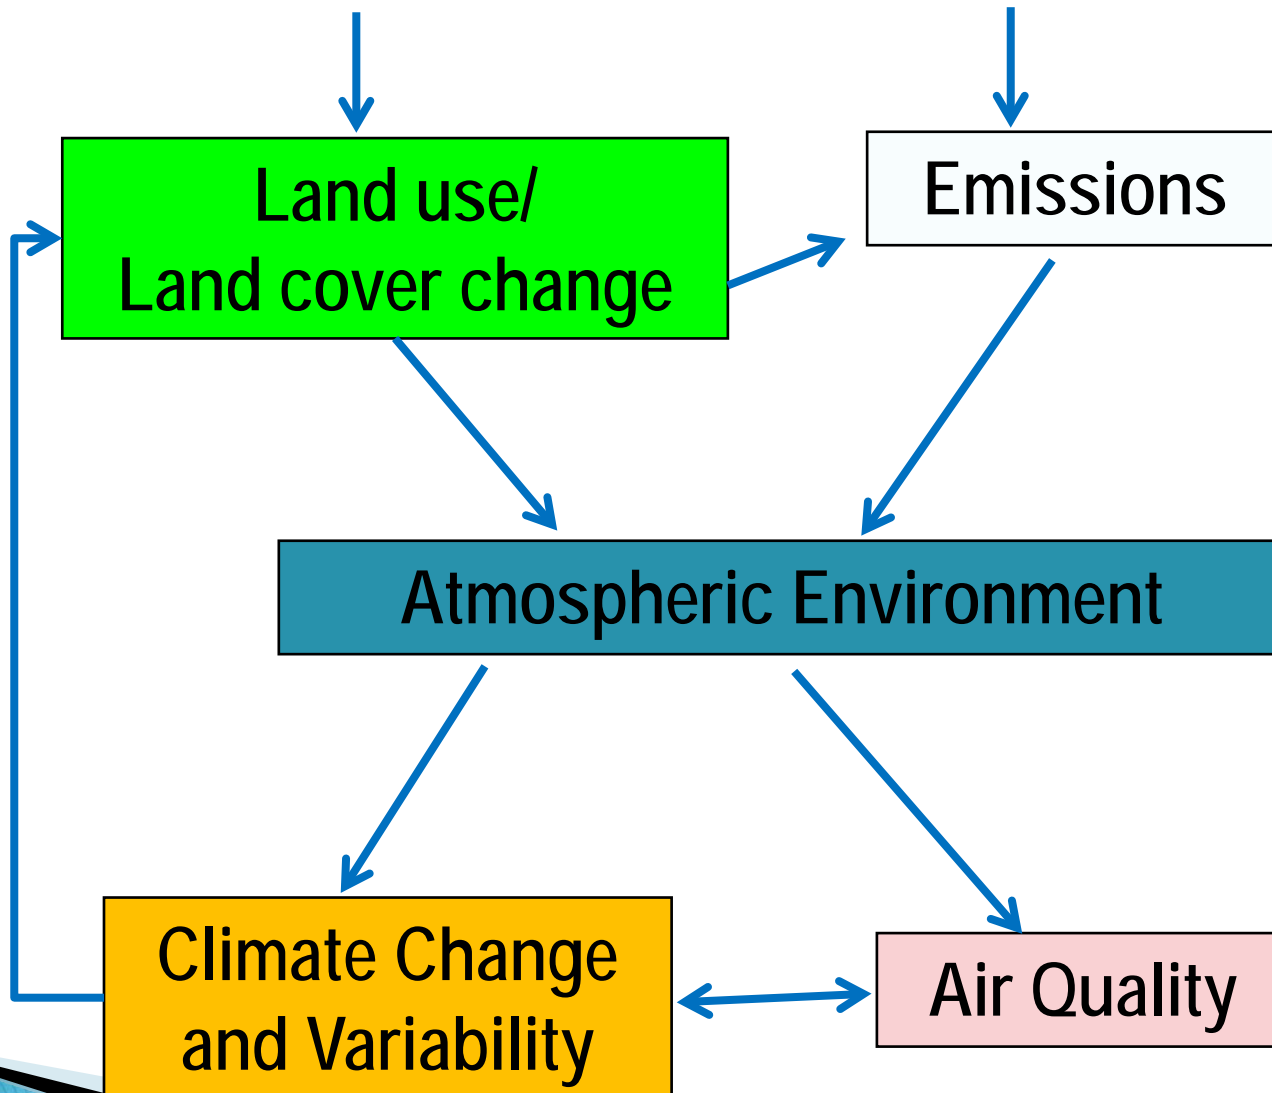 Land use/
Land cover change
Emissions
Atmospheric Environment
Climate Change
and Variability
Air Quality